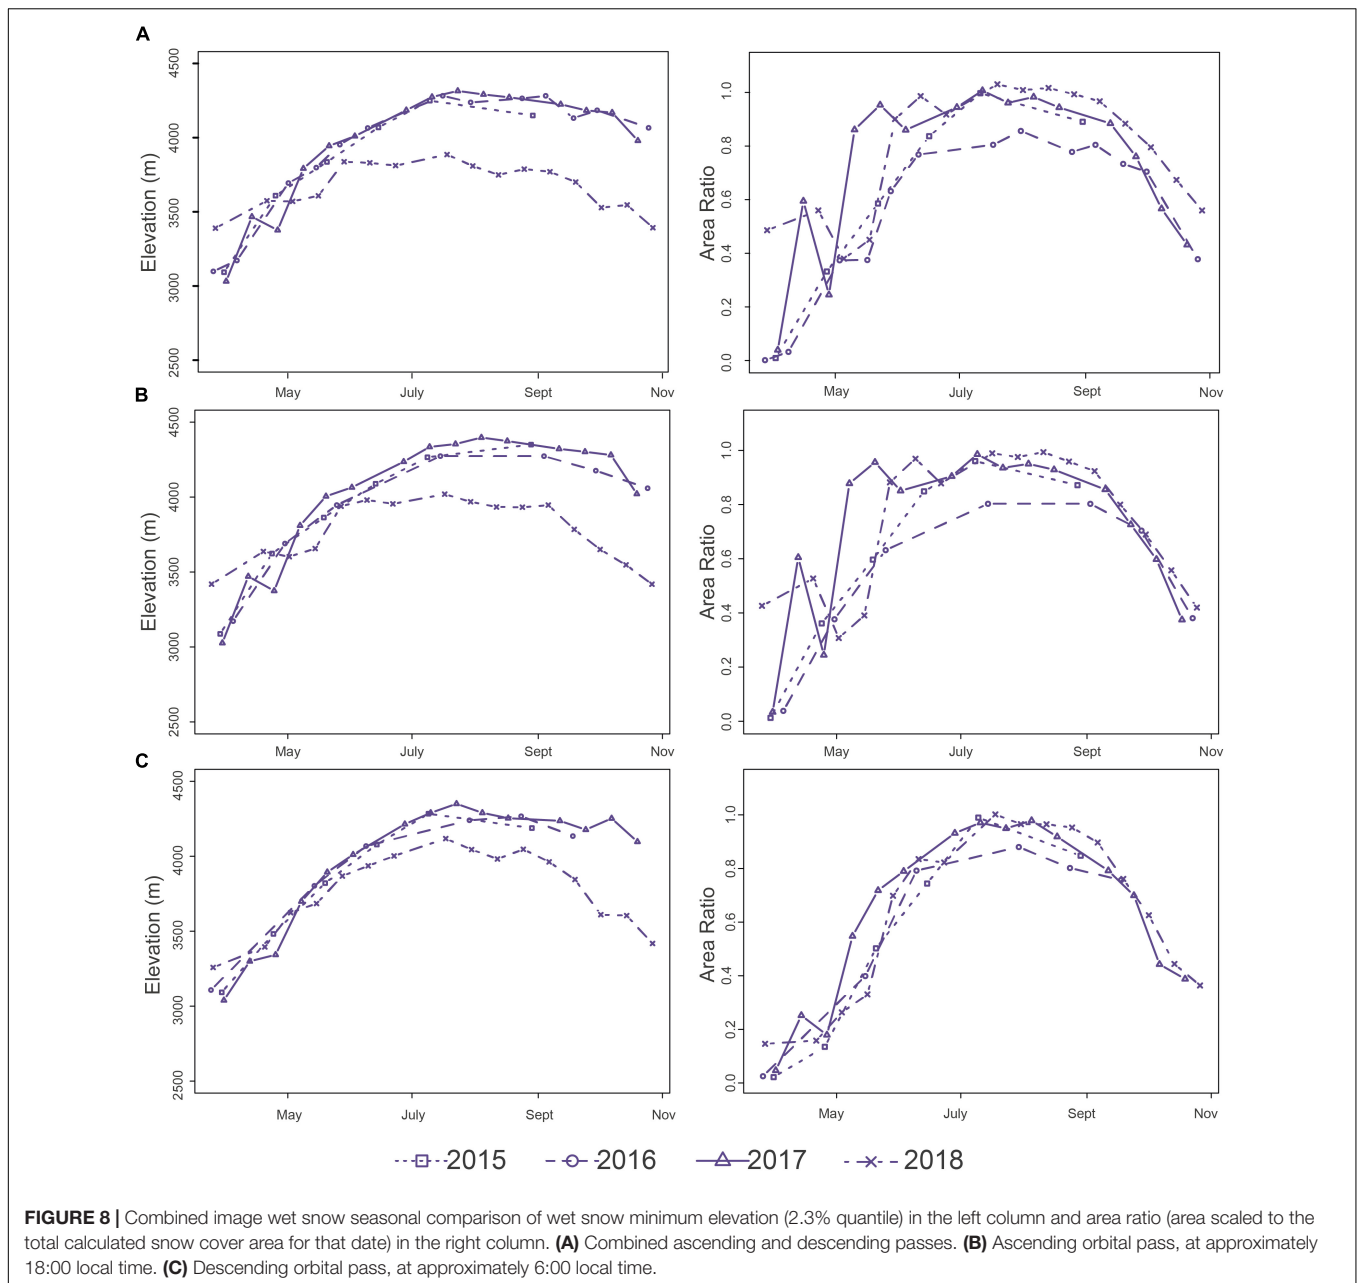 A
Elevation (m)
4500
4000
3500
3000
2500
May
July
Sept
Nov
Area Ratio
1.0
0.8
0.6
0.4
0.2
0.0
May
July
Sept
Nov
B
Elevation (m)
4500
4000
3500
3000
2500
May
July
Sept
Nov
Area Ratio
1.0
0.8
0.6
0.4
0.2
0.0
May
July
Sept
Nov
C
Elevation (m)
4500
4000
3500
3000
2500
May
July
Sept
Nov
Area Ratio
1.0
0.8
0.6
0.4
0.2
0.0
May
July
Sept
Nov
2015
2016
2017
2018
FIGURE 8 | Combined image wet snow seasonal comparison of wet snow minimum elevation (2.3% quantile) in the left column and area ratio (area scaled to the
total calculated snow cover area for that date) in the right column. (A) Combined ascending and descending passes. (B) Ascending orbital pass, at approximately
18:00 local time. (C) Descending orbital pass, at approximately 6:00 local time.